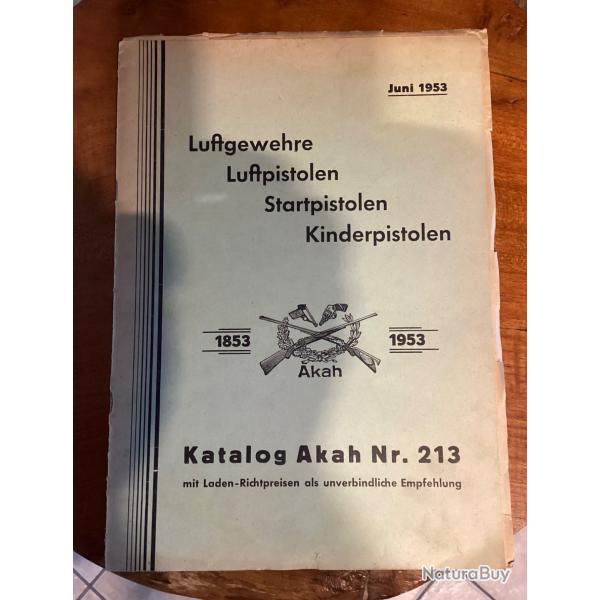 Juni 1953
Luftgewehre
Luftpistolen
Startpistolen
Kinderpistolen
1853
1953
Akah
Katalog Akah Nr. 213
mit Laden-Richtpreisen als unverbindliche Empfehlung
NaturaBuy